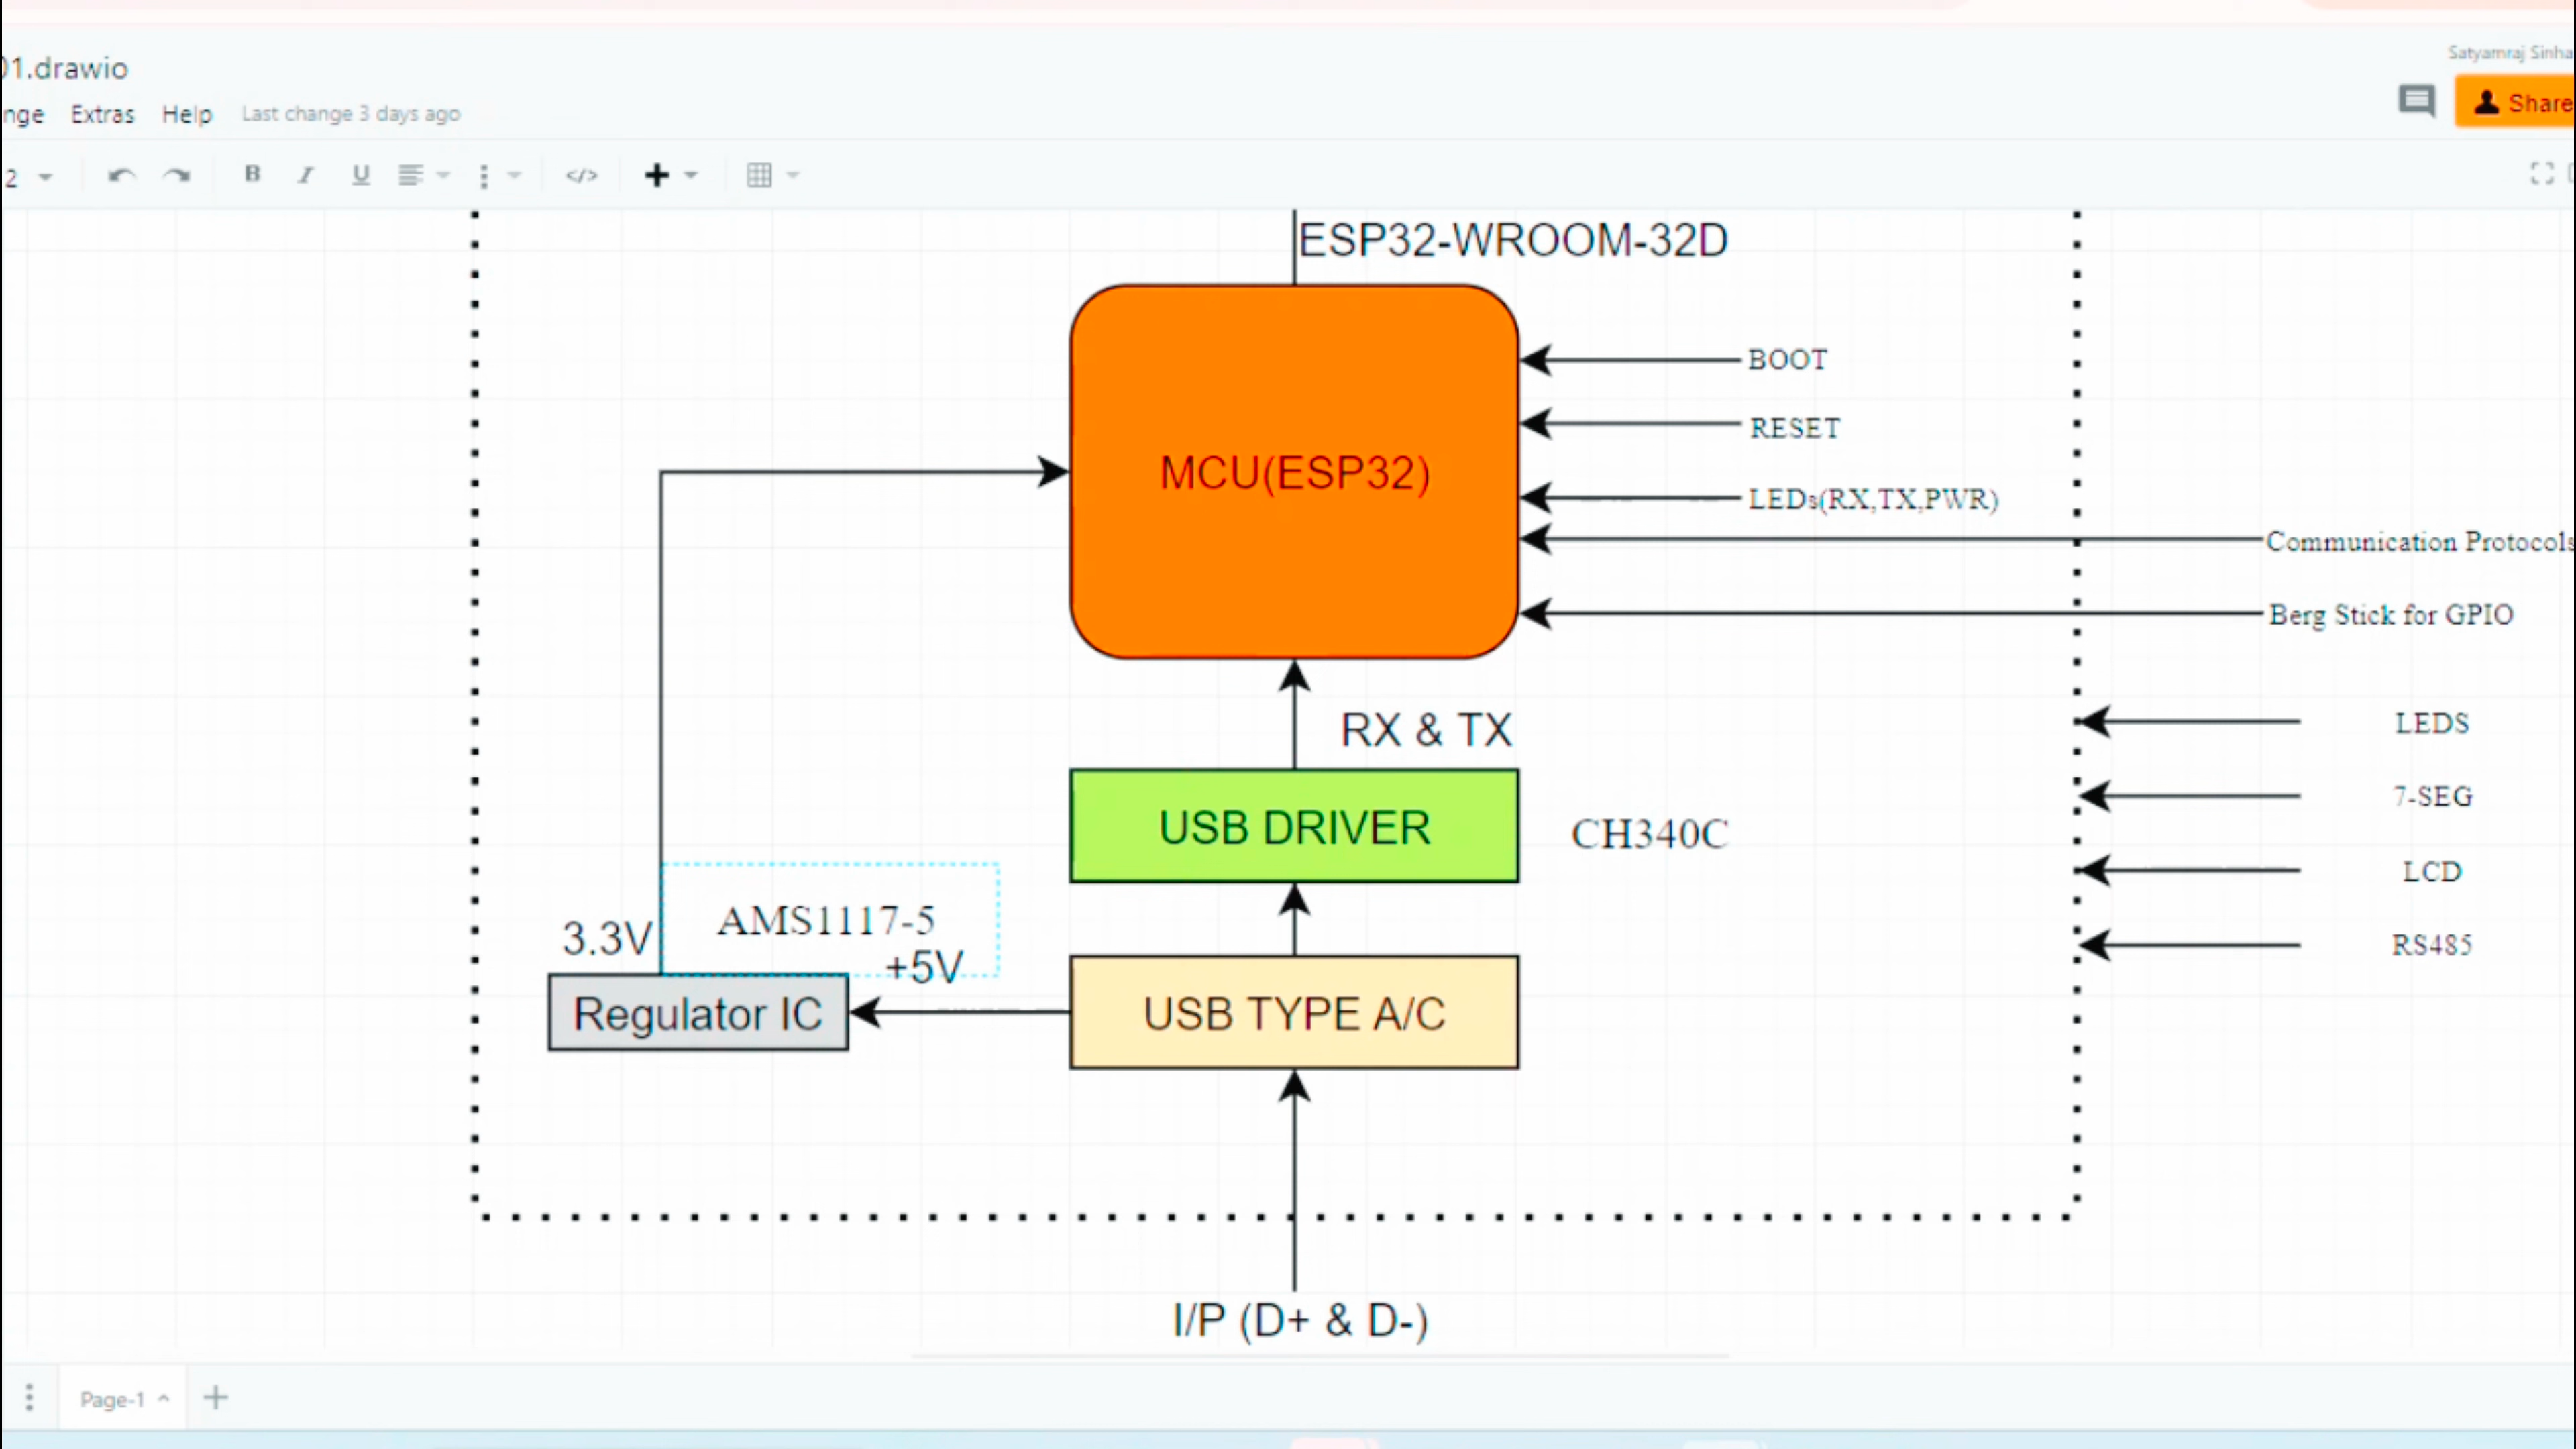 01.drawio
Satyamraj Sinha
nge Extras Help Last change 3 days ago
Share
2 B I U </>
ESP32-WROOM-32D
MCU(ESP32)
BOOT
RESET
LEDs(RX,TX,PWR)
Communication Protocols
Berg Stick for GPIO
RX & TX
LEDS
USB DRIVER
CH340C
7-SEG
LCD
AMS1117-5
3.3V
+5V
RS485
Regulator IC
USB TYPE A/C
I/P (D+ & D-)
Page-1